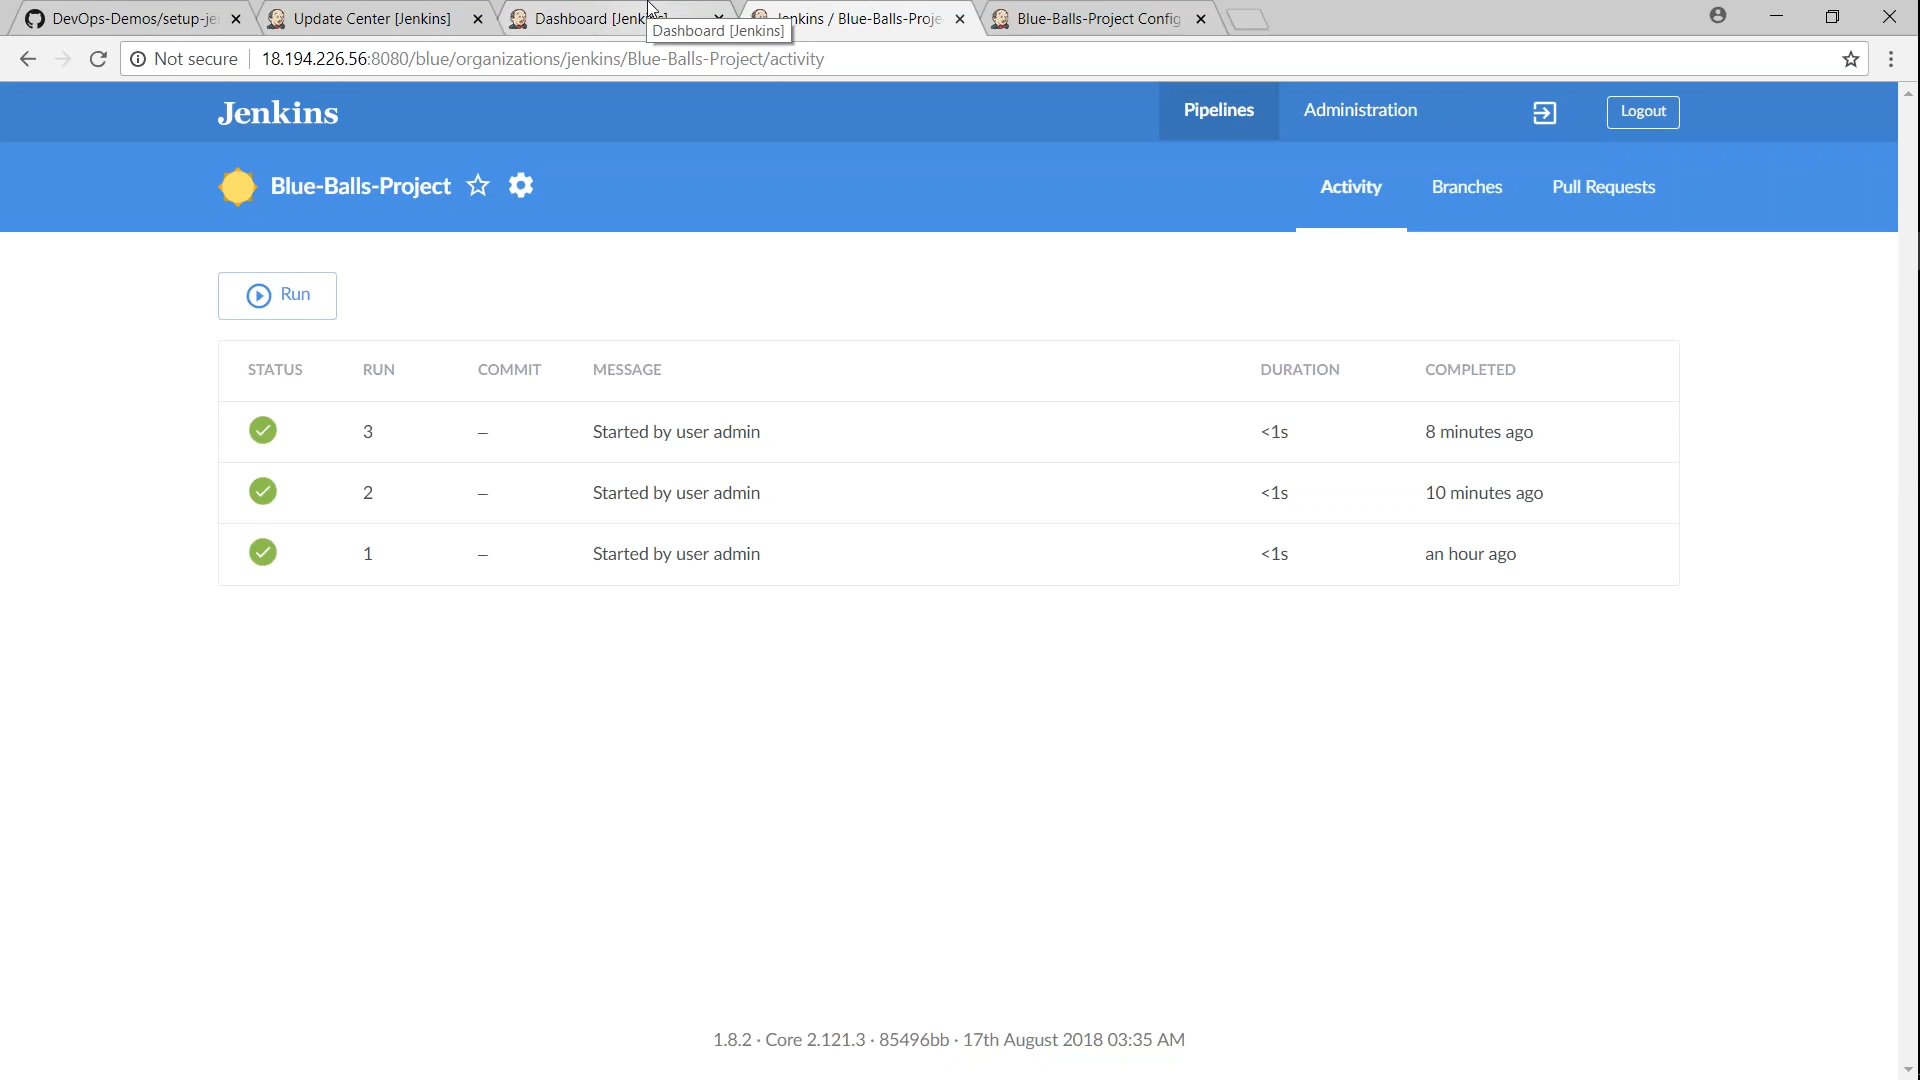 DevOps-Demos/setup-je
Update Center [Jenkins]
Dashboard [Jenk
Jenkins / Blue-Balls-Proje
Blue-Balls-Project Config
Dashboard [Jenkins]
Not secure
18.194.226.56:8080/blue/organizations/jenkins/Blue-Balls-Project/activity
Jenkins
Pipelines
Administration
Logout
Blue-Balls-Project
Activity
Branches
Pull Requests
Run
STATUS RUN COMMIT MESSAGE DURATION COMPLETED
3 – Started by user admin <1s 8 minutes ago
2 – Started by user admin <1s 10 minutes ago
1 – Started by user admin <1s an hour ago
1.8.2 · Core 2.121.3 · 85496bb · 17th August 2018 03:35 AM